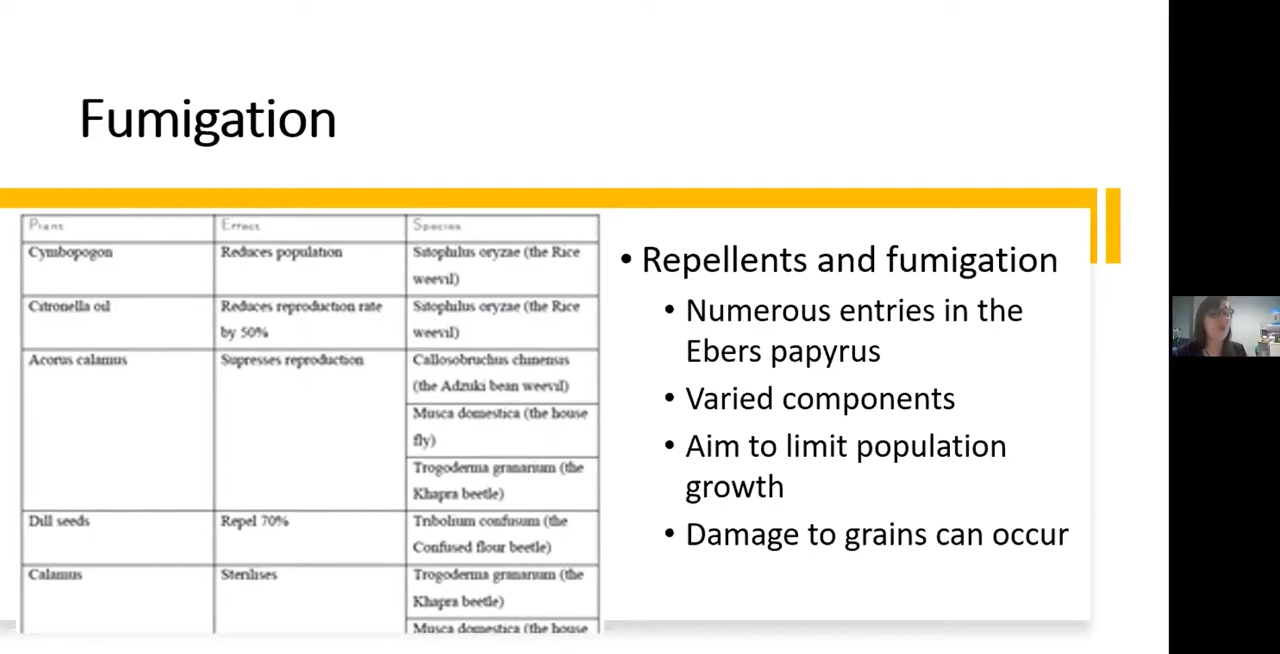 Fumigation
Plant Effect Species
Cymbopogon Reduces population Sitophilus oryzae (the Rice
weevil)
Citronella oil Reduces reproduction rate Sitophilus oryzae (the Rice
by 50% weevil)
Acorus calamus Supresses reproduction Callosobruchus chinensis
(the Adzuki bean weevil)
Musca domestica (the house
fly)
Trogoderma granarium (the
Khapra beetle)
Dill seeds Repel 70% Tribolium confusum (the
Confused flour beetle)
Calamus Sterilises Trogoderma granarium (the
Khapra beetle)
Musca domestica (the house
• Repellents and fumigation
• Numerous entries in the
Ebers papyrus
• Varied components
• Aim to limit population
growth
• Damage to grains can occur